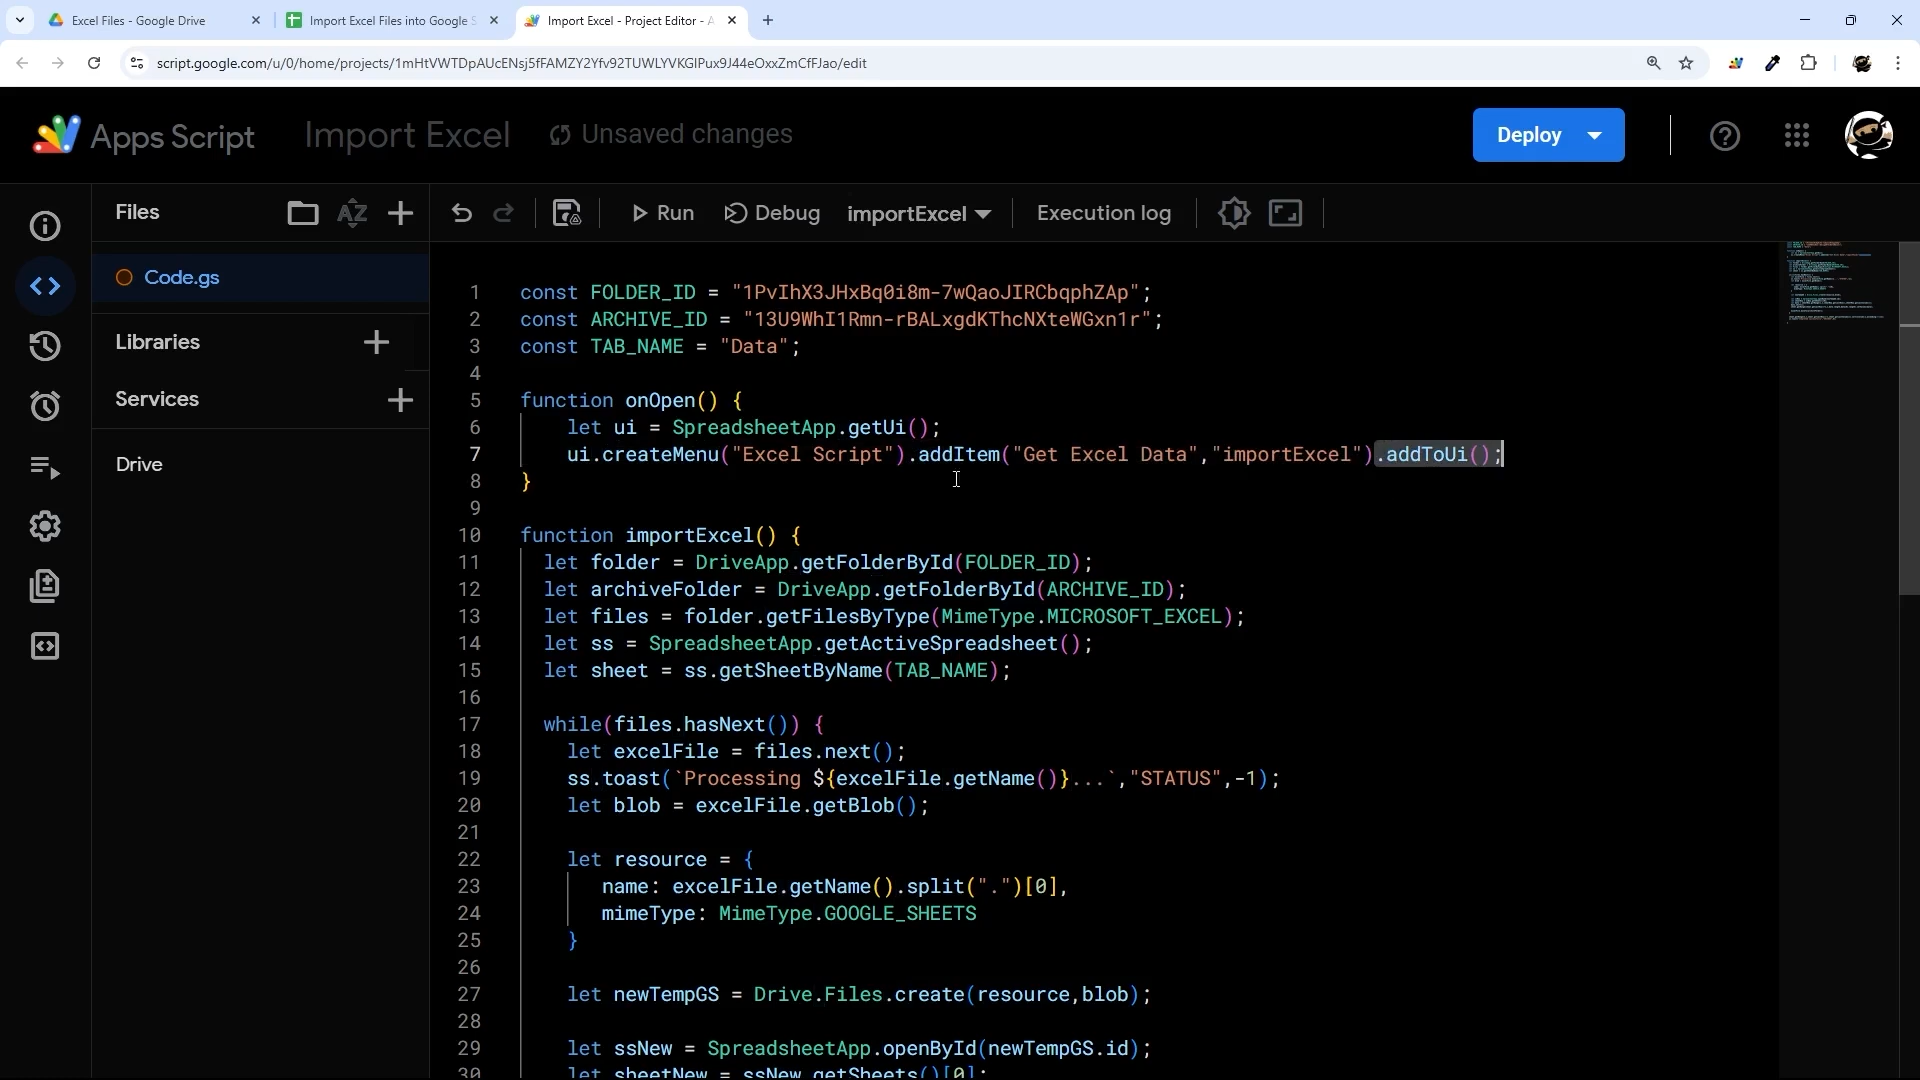 Excel Files - Google Drive
Import Excel Files into Google S
Import Excel - Project Editor - A
script.google.com/u/0/home/projects/1mHtVWTDpAUcENsj5fFAMZY2Yfv92TUWLYVKGlPux9J44eOxxZmCfFJao/edit
Apps Script
Import Excel
Unsaved changes
Deploy
Files
AZ
Run
Debug
importExcel
Execution log
Code.gs
Libraries
Services
Drive
1 const FOLDER_ID = "1PvIhX3JHxBq0i8m-7wQaoJIRCbqphZAp";
2 const ARCHIVE_ID = "13U9WhI1Rmn-rBALxgdKThcNXteWGxn1r";
3 const TAB_NAME = "Data";
4
5 function onOpen() {
6 let ui = SpreadsheetApp.getUi();
7 ui.createMenu("Excel Script").addItem("Get Excel Data","importExcel").addToUi();
8 }
9
10 function importExcel() {
11 let folder = DriveApp.getFolderById(FOLDER_ID);
12 let archiveFolder = DriveApp.getFolderById(ARCHIVE_ID);
13 let files = folder.getFilesByType(MimeType.MICROSOFT_EXCEL);
14 let ss = SpreadsheetApp.getActiveSpreadsheet();
15 let sheet = ss.getSheetByName(TAB_NAME);
16
17 while(files.hasNext()) {
18 let excelFile = files.next();
19 ss.toast(`Processing ${excelFile.getName()}...`,"STATUS",-1);
20 let blob = excelFile.getBlob();
21
22 let resource = {
23 name: excelFile.getName().split(".")[0],
24 mimeType: MimeType.GOOGLE_SHEETS
25 }
26
27 let newTempGS = Drive.Files.create(resource,blob);
28
29 let ssNew = SpreadsheetApp.openById(newTempGS.id);
30 let sheetNew = ssNew.getSheets()[0];